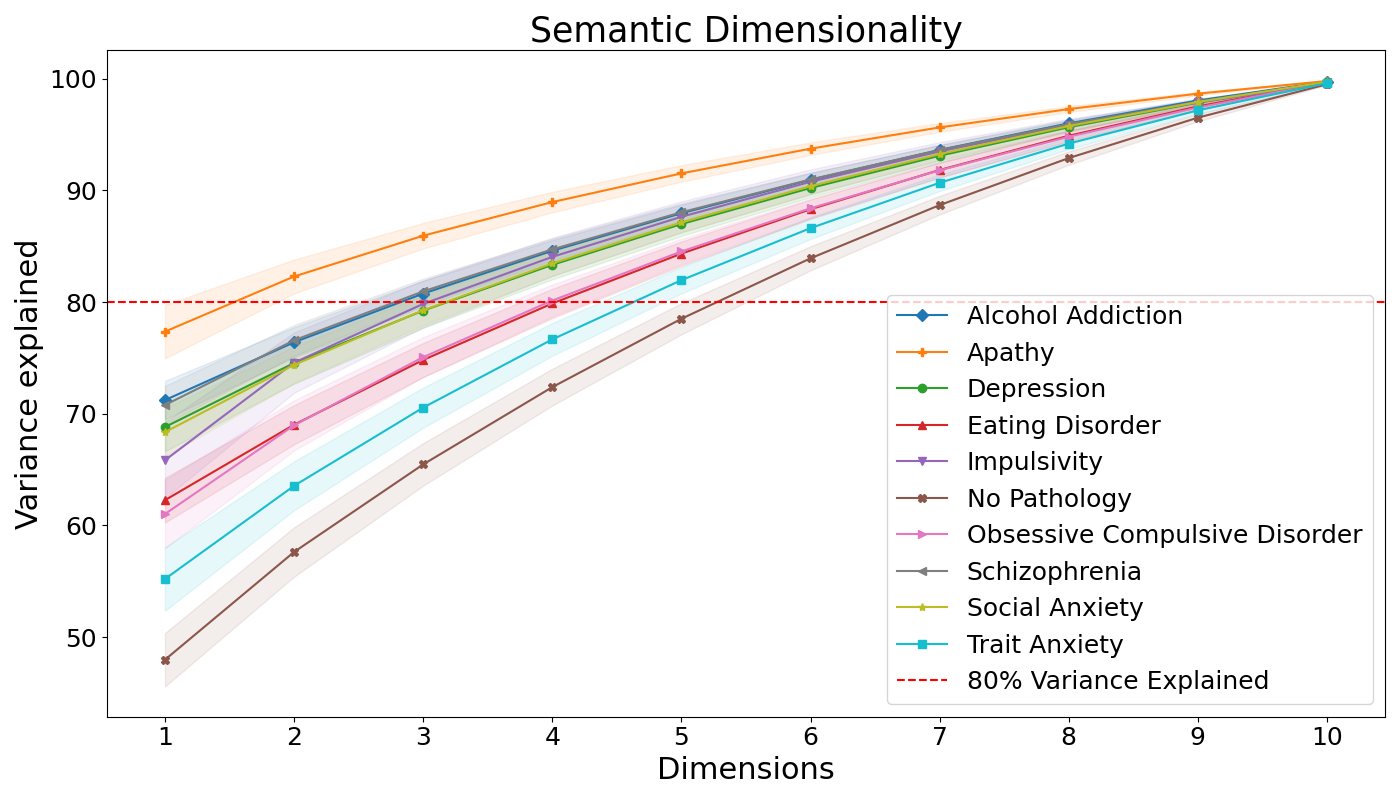 Semantic Dimensionality
Variance explained
100
90
80
70
60
50
Alcohol Addiction
Apathy
Depression
Eating Disorder
Impulsivity
No Pathology
Obsessive Compulsive Disorder
Schizophrenia
Social Anxiety
Trait Anxiety
80% Variance Explained
1 2 3 4 5 6 7 8 9 10
Dimensions